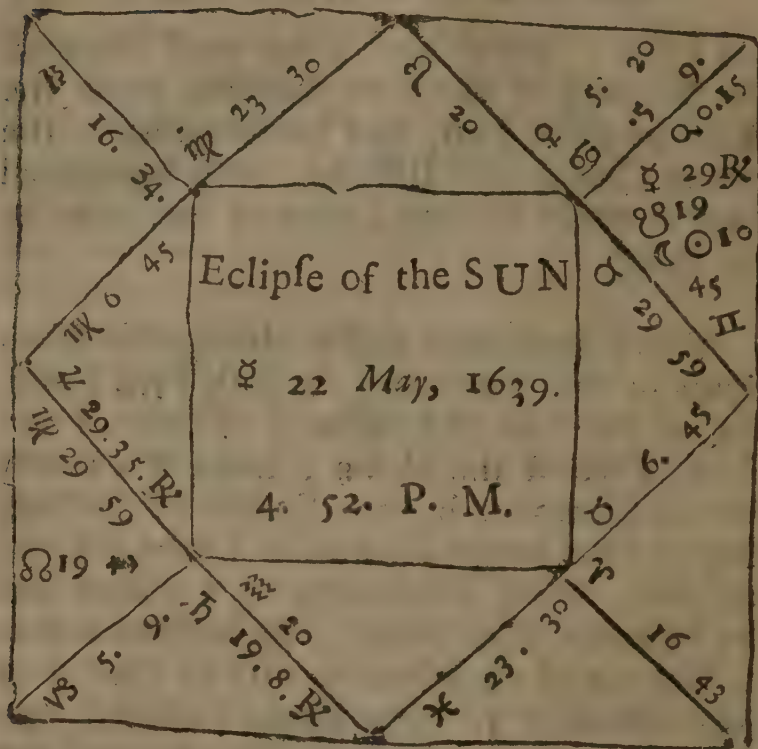 ♎ 16. 34.
♍ 23 30
♌ 20
5. 20
♀ ♋ .5 9.
0.15
☿ 29 ℞
☋ 19
☾ ☉ 10
45
♊
♉ 29 59
♉ 6. 45
♈ 16 43
♓ 23. 30
♒ 20
♄ 19. 8. ℞
♑ 5. 9.
☊ 19 ♐
♏ 29 59
♃ 29. 35. ℞
♏ 6 45
Eclipſe of the SUN
☿ 22 May, 1639.
4. 52. P. M.